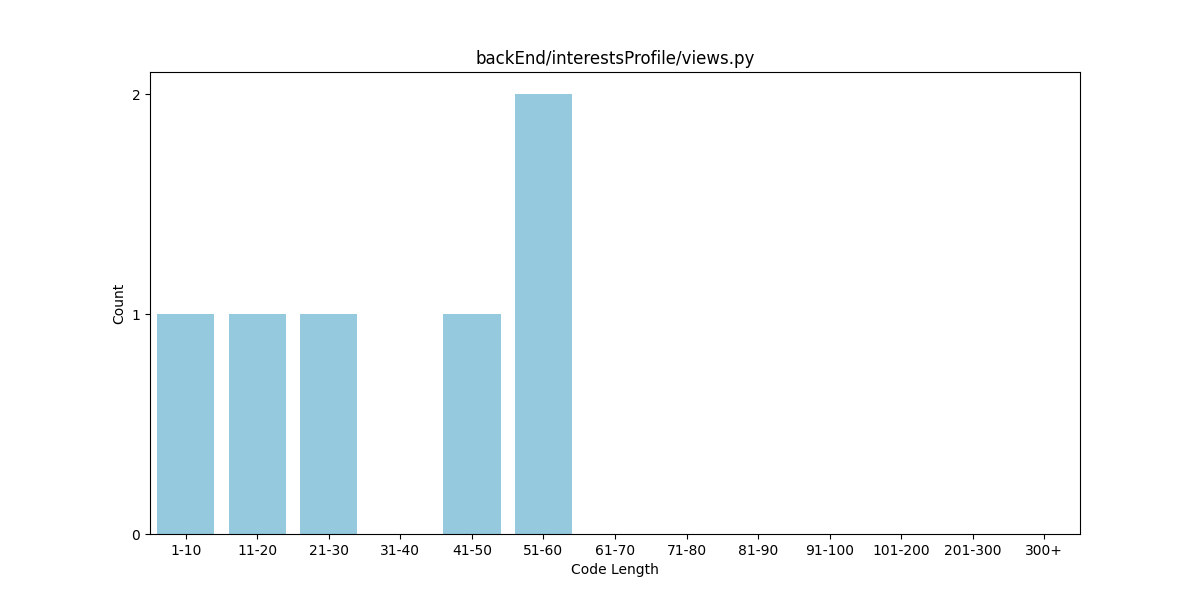 backEnd/interestsProfile/views.py
2
1
0
Count
1-10 11-20 21-30 31-40 41-50 51-60 61-70 71-80 81-90 91-100 101-200 201-300 300+
Code Length